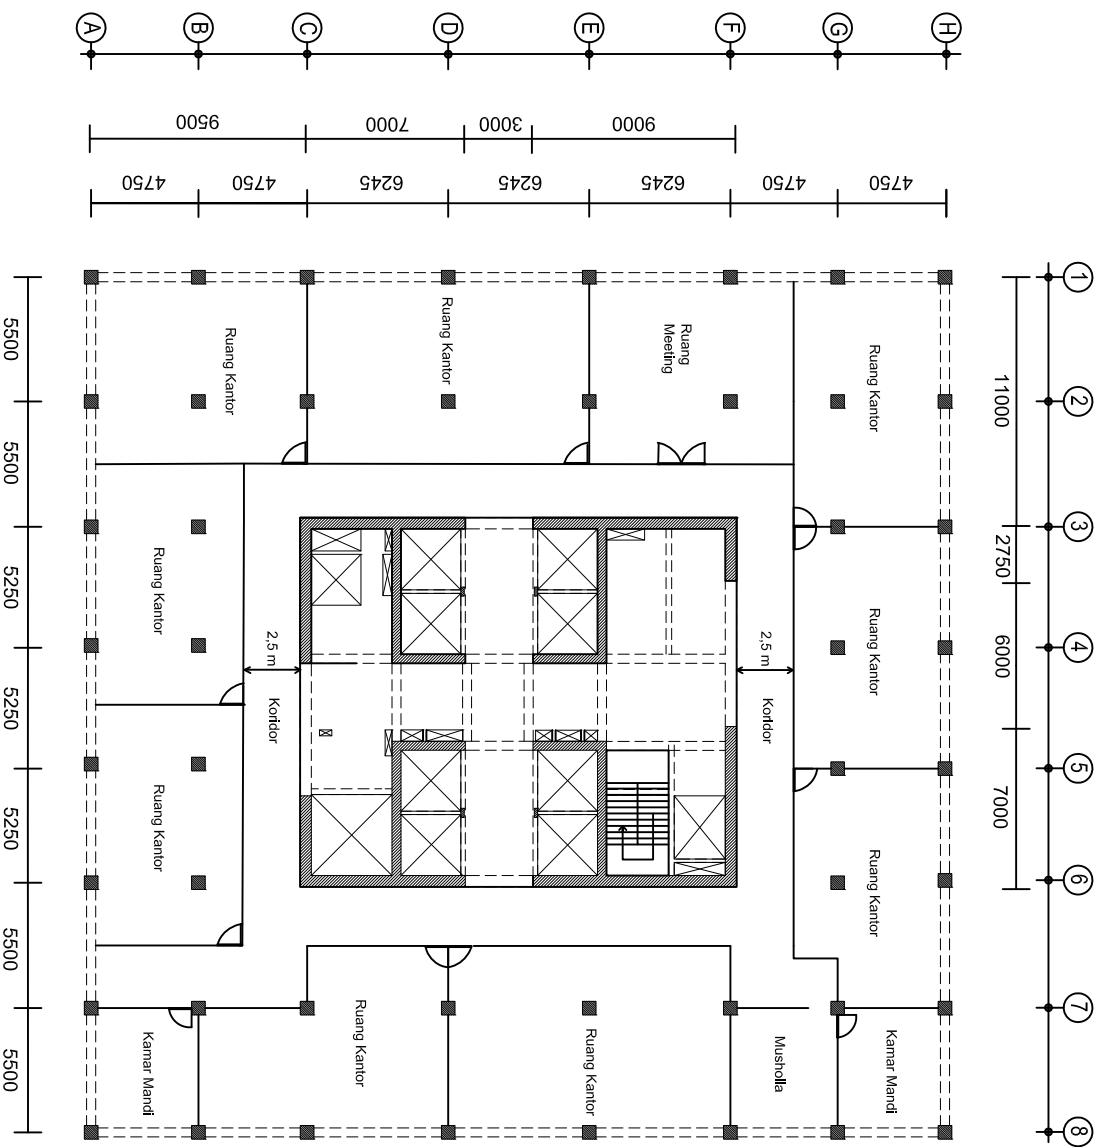 A
B
C
D
E
F
G
H
9500
7000
3000
9000
4750
4750
6245
6245
6245
4750
4750
1
2
3
4
5
6
7
8
11000
2750
6000
7000
5500
5500
5250
5250
5250
5500
5500
Ruang Kantor
Ruang Kantor
Ruang
Meeting
Ruang Kantor
Ruang Kantor
Ruang Kantor
2,5 m
Koridor
2,5 m
Koridor
Ruang Kantor
Ruang Kantor
Ruang Kantor
Ruang Kantor
Musholla
Kamar Mandi
Kamar Mandi